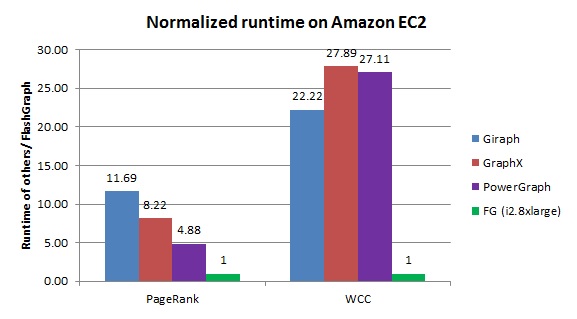 Normalized runtime on Amazon EC2
Runtime of others/FlashGraph
30.00
25.00
20.00
15.00
10.00
5.00
0.00
11.69
8.22
4.88
1
22.22
27.89
27.11
1
PageRank
WCC
Giraph
GraphX
PowerGraph
FG (i2.8xlarge)